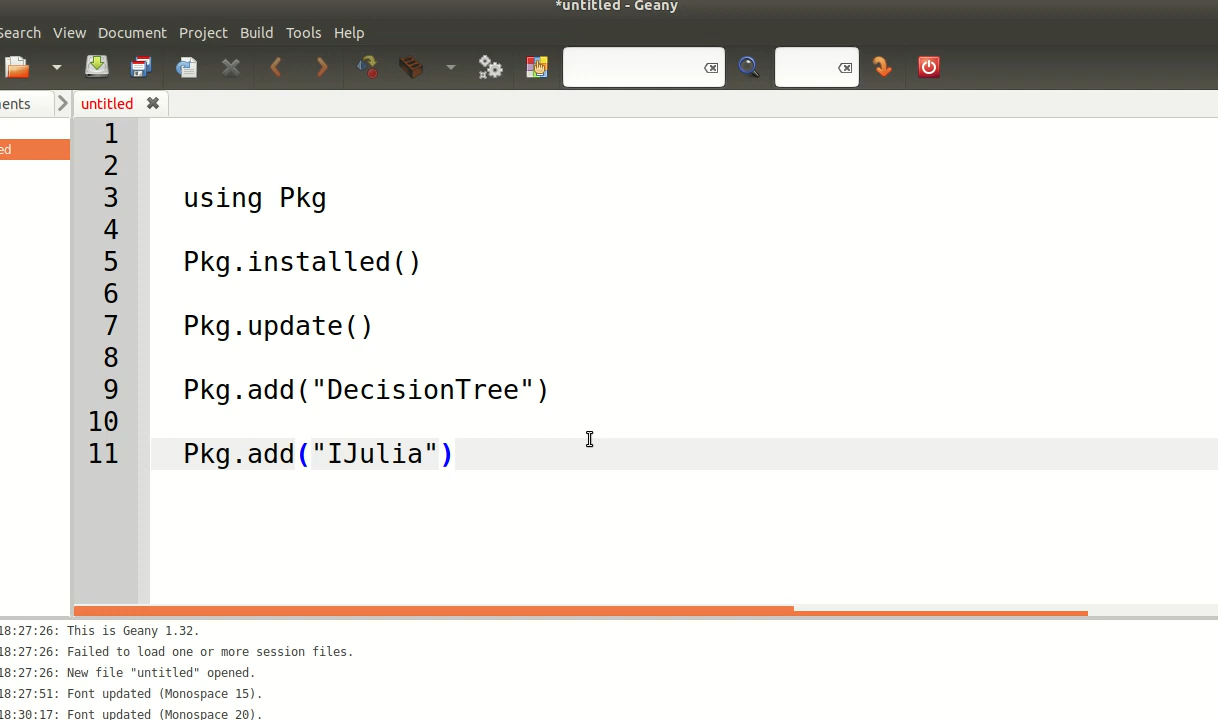 *untitled - Geany
Search View Document Project Build Tools Help
untitled
1
2
3 using Pkg
4
5 Pkg.installed()
6
7 Pkg.update()
8
9 Pkg.add("DecisionTree")
10
11 Pkg.add("IJulia")
18:27:26: This is Geany 1.32.
18:27:26: Failed to load one or more session files.
18:27:26: New file "untitled" opened.
18:27:51: Font updated (Monospace 15).
18:30:17: Font updated (Monospace 20).